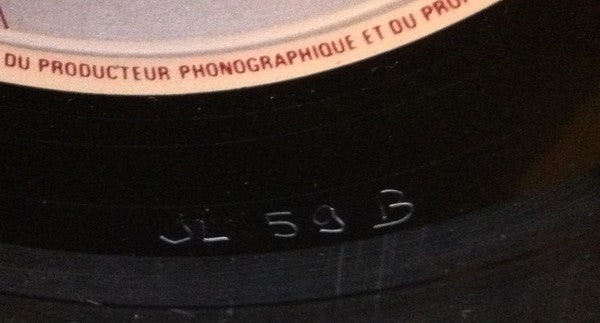 DU PRODUCTEUR PHONOGRAPHIQUE ET DU PRO
JL 59 B